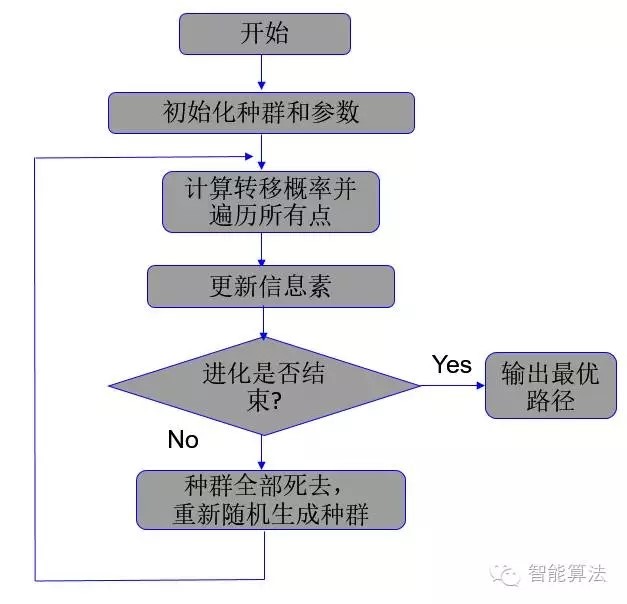 开始
初始化种群和参数
计算转移概率并
遍历所有点
更新信息素
进化是否结
束?
Yes
输出最优
路径
No
种群全部死去,
重新随机生成种群
智能算法